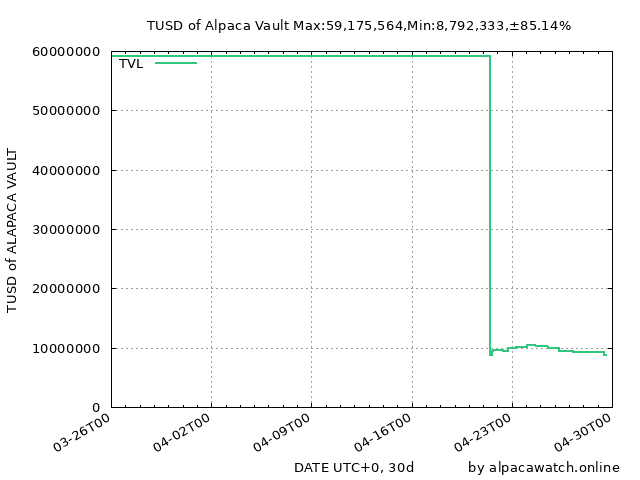 TUSD of Alpaca Vault Max:59,175,564,Min:8,792,333,±85.14%
TVL
60000000
50000000
40000000
30000000
20000000
10000000
0
TUSD of ALAPACA VAULT
03-26T00
04-02T00
04-09T00
04-16T00
04-23T00
04-30T00
DATE UTC+0, 30d
by alpacawatch.online